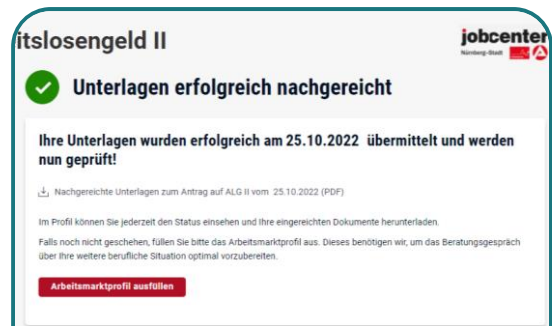 itslosengeld II
jobcenter
Nürnberg-Stadt
Unterlagen erfolgreich nachgereicht
Ihre Unterlagen wurden erfolgreich am 25.10.2022 übermittelt und werden
nun geprüft!
Nachgereichte Unterlagen zum Antrag auf ALG II vom 25.10.2022 (PDF)
Im Profil können Sie jederzeit den Status einsehen und Ihre eingereichten Dokumente herunterladen.
Falls noch nicht geschehen, füllen Sie bitte das Arbeitsmarktprofil aus. Dieses benötigen wir, um das Beratungsgespräch
über Ihre weitere berufliche Situation optimal vorzubereiten.
Arbeitsmarktprofil ausfüllen